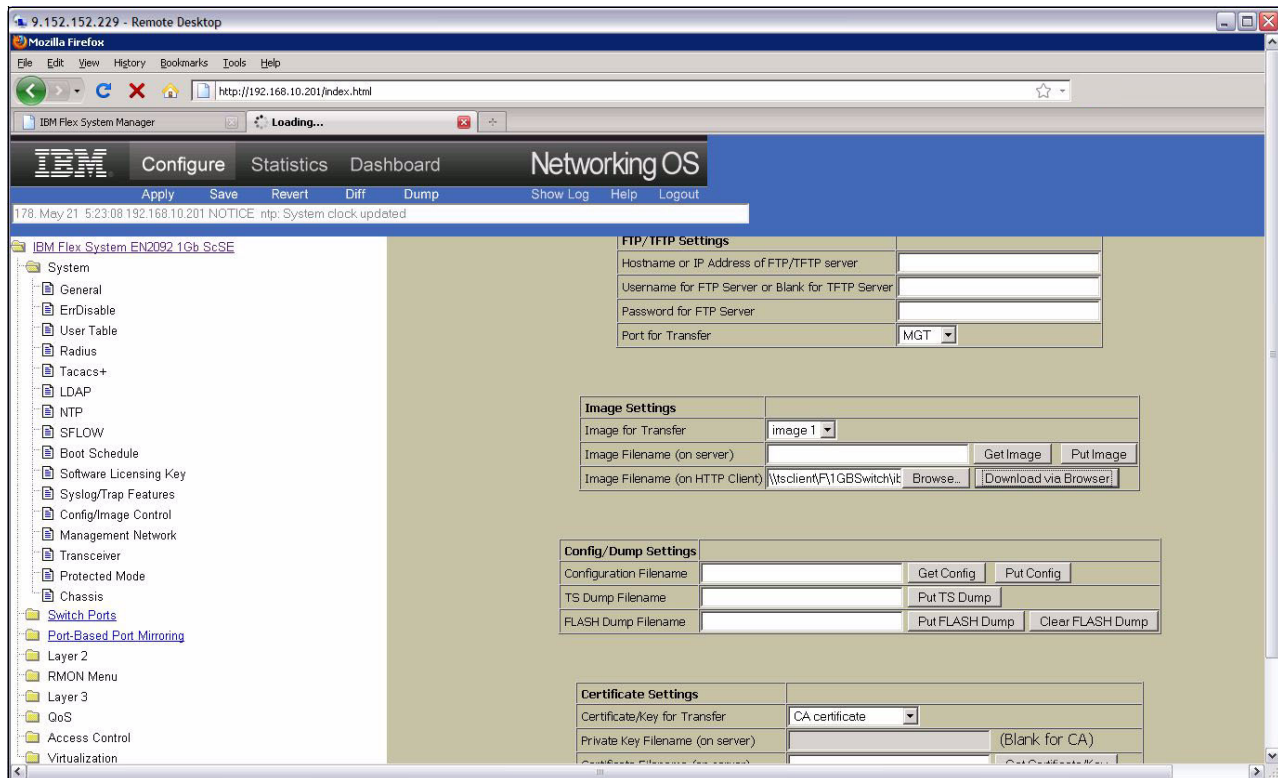 9.152.152.229 - Remote Desktop
Mozilla Firefox
File Edit View History Bookmarks Tools Help
http://192.168.10.201/index.html
IBM Flex System Manager Loading...
IBM. Configure Statistics Dashboard Networking OS
Apply Save Revert Diff Dump Show Log Help Logout
178. May 21 5:23:08 192.168.10.201 NOTICE ntp: System clock updated
IBM Flex System EN2092 1Gb ScSE
System
General
ErrDisable
User Table
Radius
Tacacs+
LDAP
NTP
SFLOW
Boot Schedule
Software Licensing Key
Syslog/Trap Features
Config/Image Control
Management Network
Transceiver
Protected Mode
Chassis
Switch Ports
Port-Based Port Mirroring
Layer 2
RMON Menu
Layer 3
QoS
Access Control
Virtualization
FTP/TFTP Settings
Hostname or IP Address of FTP/TFTP server
Username for FTP Server or Blank for TFTP Server
Password for FTP Server
Port for Transfer MGT
Image Settings
Image for Transfer image 1
Image Filename (on server) Get Image Put Image
Image Filename (on HTTP Client) \\tsclient\F\1GBSwitch\it Browse... Download via Browser
Config/Dump Settings
Configuration Filename Get Config Put Config
TS Dump Filename Put TS Dump
FLASH Dump Filename Put FLASH Dump Clear FLASH Dump
Certificate Settings
Certificate/Key for Transfer CA certificate
Private Key Filename (on server) (Blank for CA)
Certificate Filename (on server) Get Certificate/Key